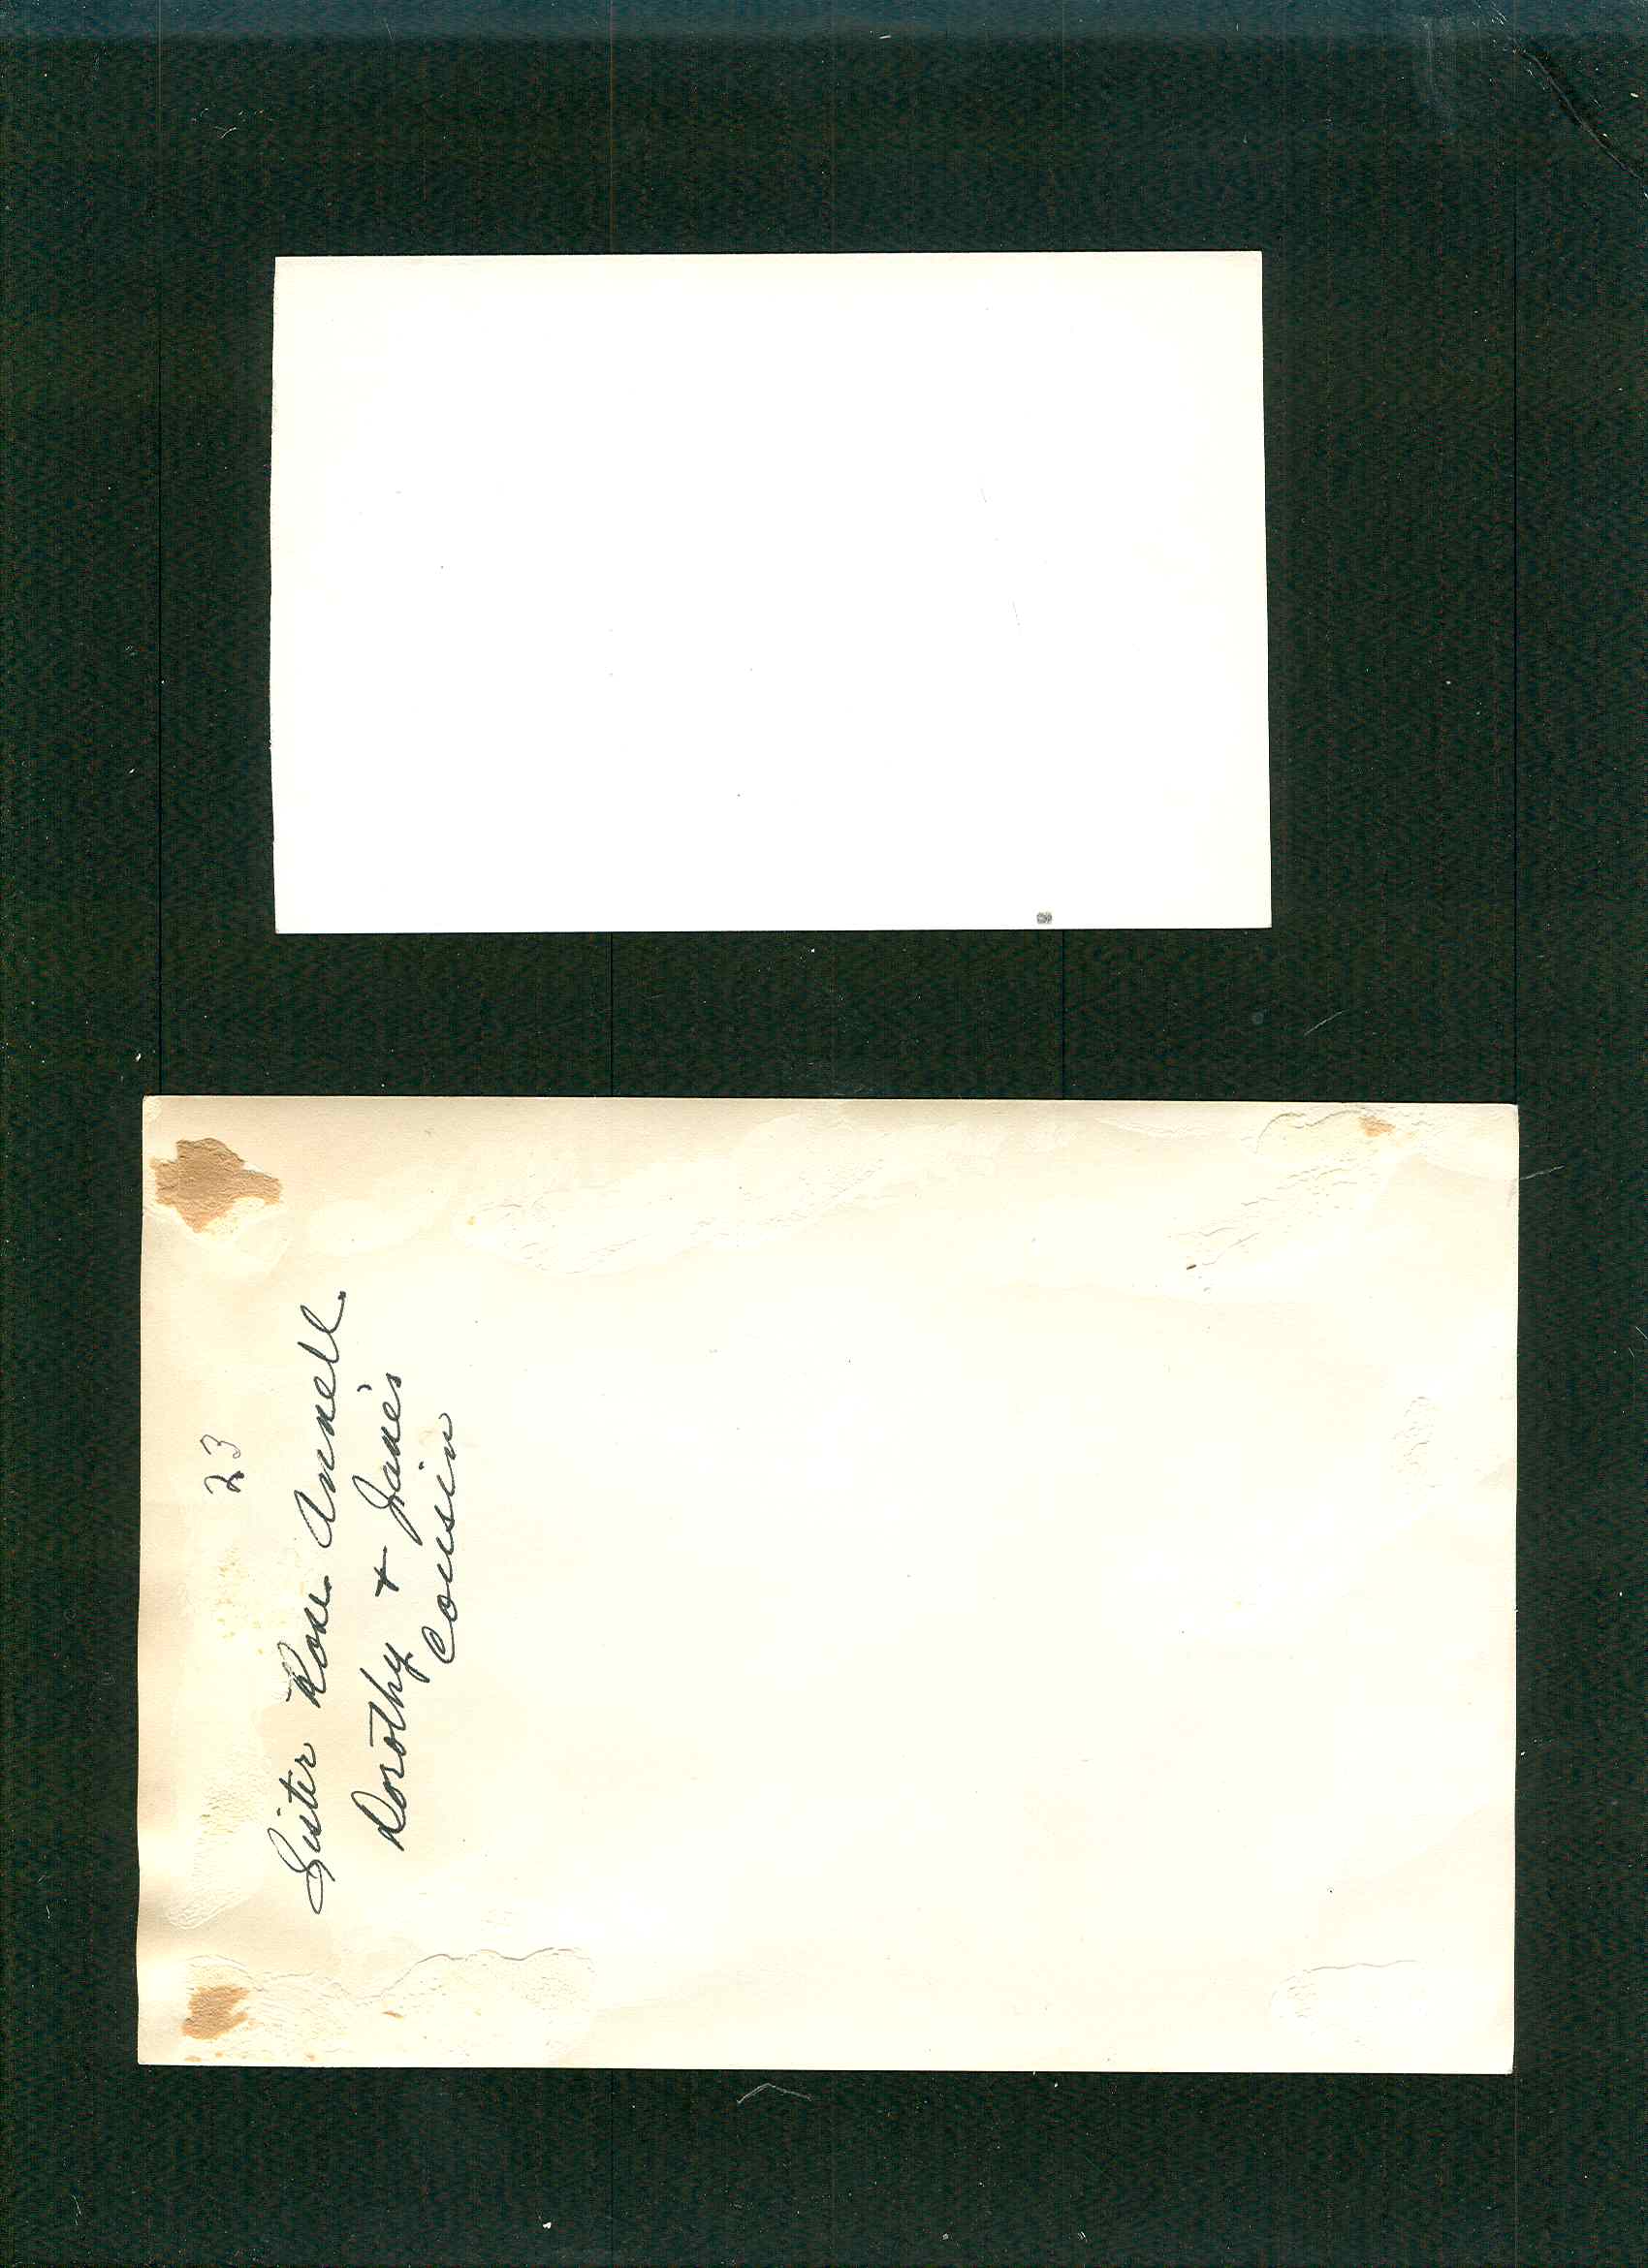 23
Sister Rose Annell
Dorothy + Jane's
Cousin